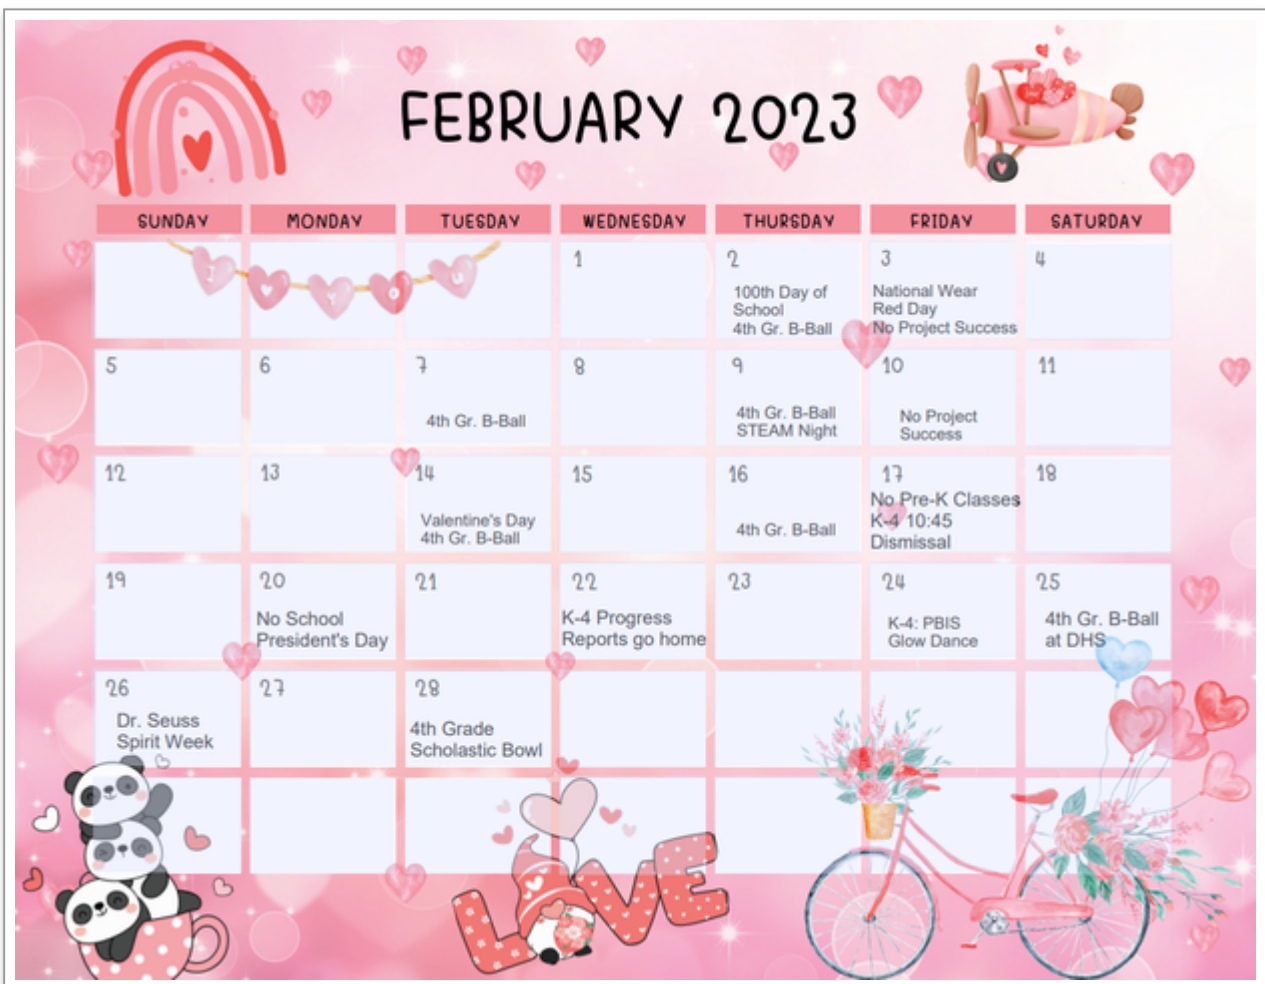 FEBRUARY 2023
SUNDAY MONDAY TUESDAY WEDNESDAY THURSDAY FRIDAY SATURDAY
I Y O U
1
2
100th Day of
School
4th Gr. B-Ball
3
National Wear
Red Day
No Project Success
4
5
6
7
4th Gr. B-Ball
8
9
4th Gr. B-Ball
STEAM Night
10
No Project
Success
11
12
13
14
Valentine's Day
4th Gr. B-Ball
15
16
4th Gr. B-Ball
17
No Pre-K Classes
K-4 10:45
Dismissal
18
19
20
No School
President's Day
21
22
K-4 Progress
Reports go home
23
24
K-4: PBIS
Glow Dance
25
4th Gr. B-Ball
at DHS
26
Dr. Seuss
Spirit Week
27
28
4th Grade
Scholastic Bowl
LOVE